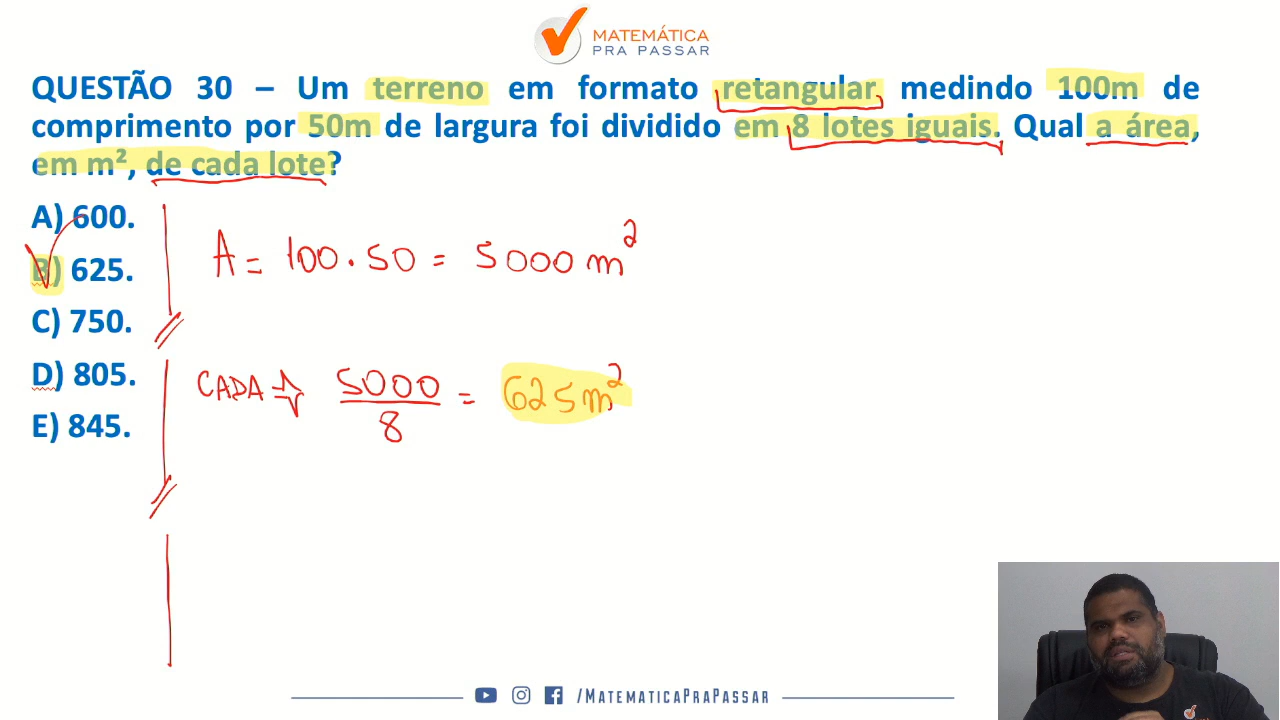 MATEMÁTICA
PRA PASSAR
QUESTÃO 30 – Um terreno em formato retangular medindo 100m de
comprimento por 50m de largura foi dividido em 8 lotes iguais. Qual a área,
em m², de cada lote?
A) 600.
B) 625.
C) 750.
D) 805.
E) 845.
A = 100 . 50 = 5000 m²
CADA → 5000/8 = 625 m²
/MATEMATICAPRAPASSAR